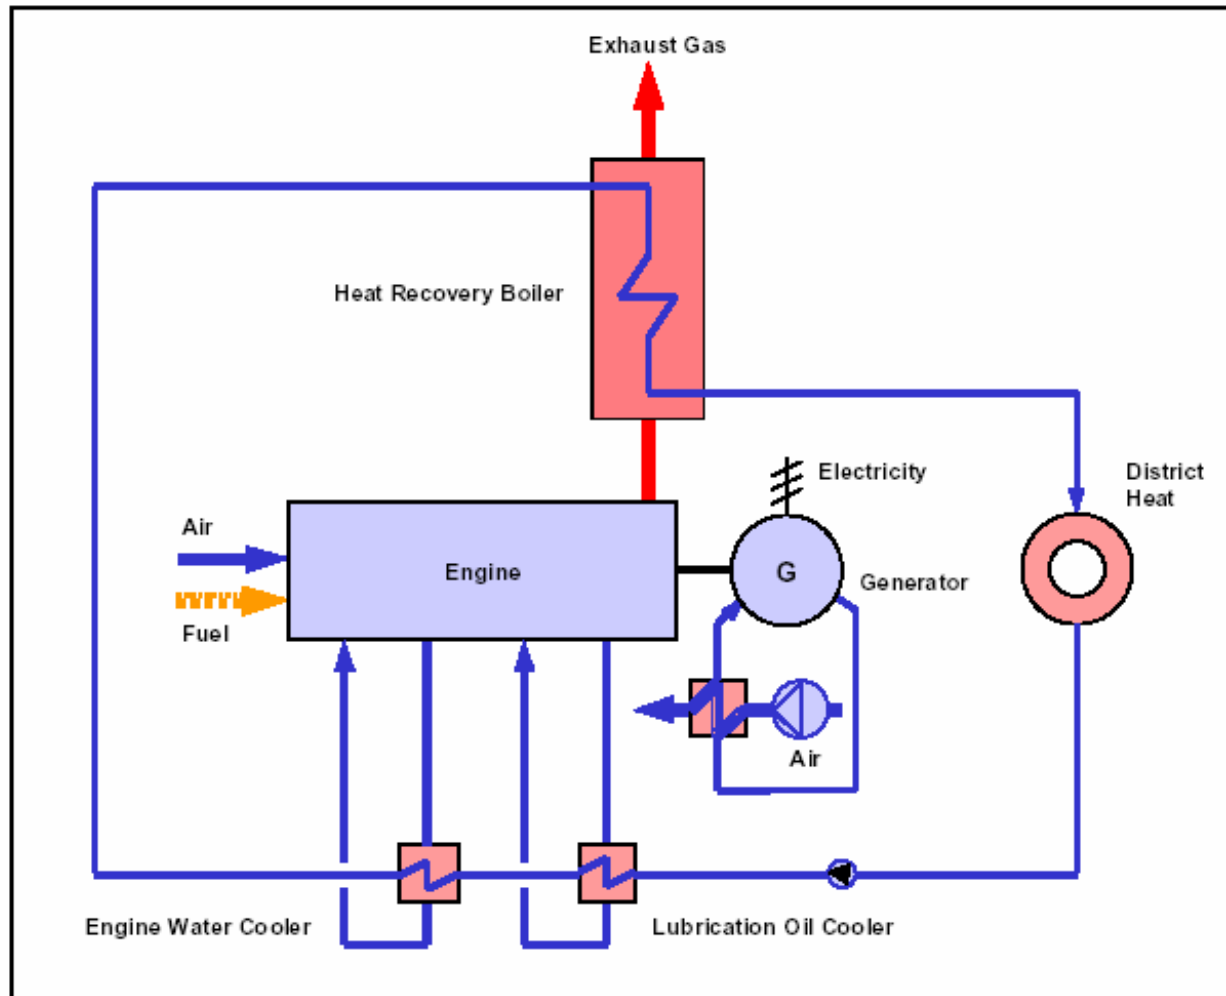 Exhaust Gas
Heat Recovery Boiler
Electricity
District
Heat
Air
Engine
G
Generator
Fuel
Air
Engine Water Cooler
Lubrication Oil Cooler